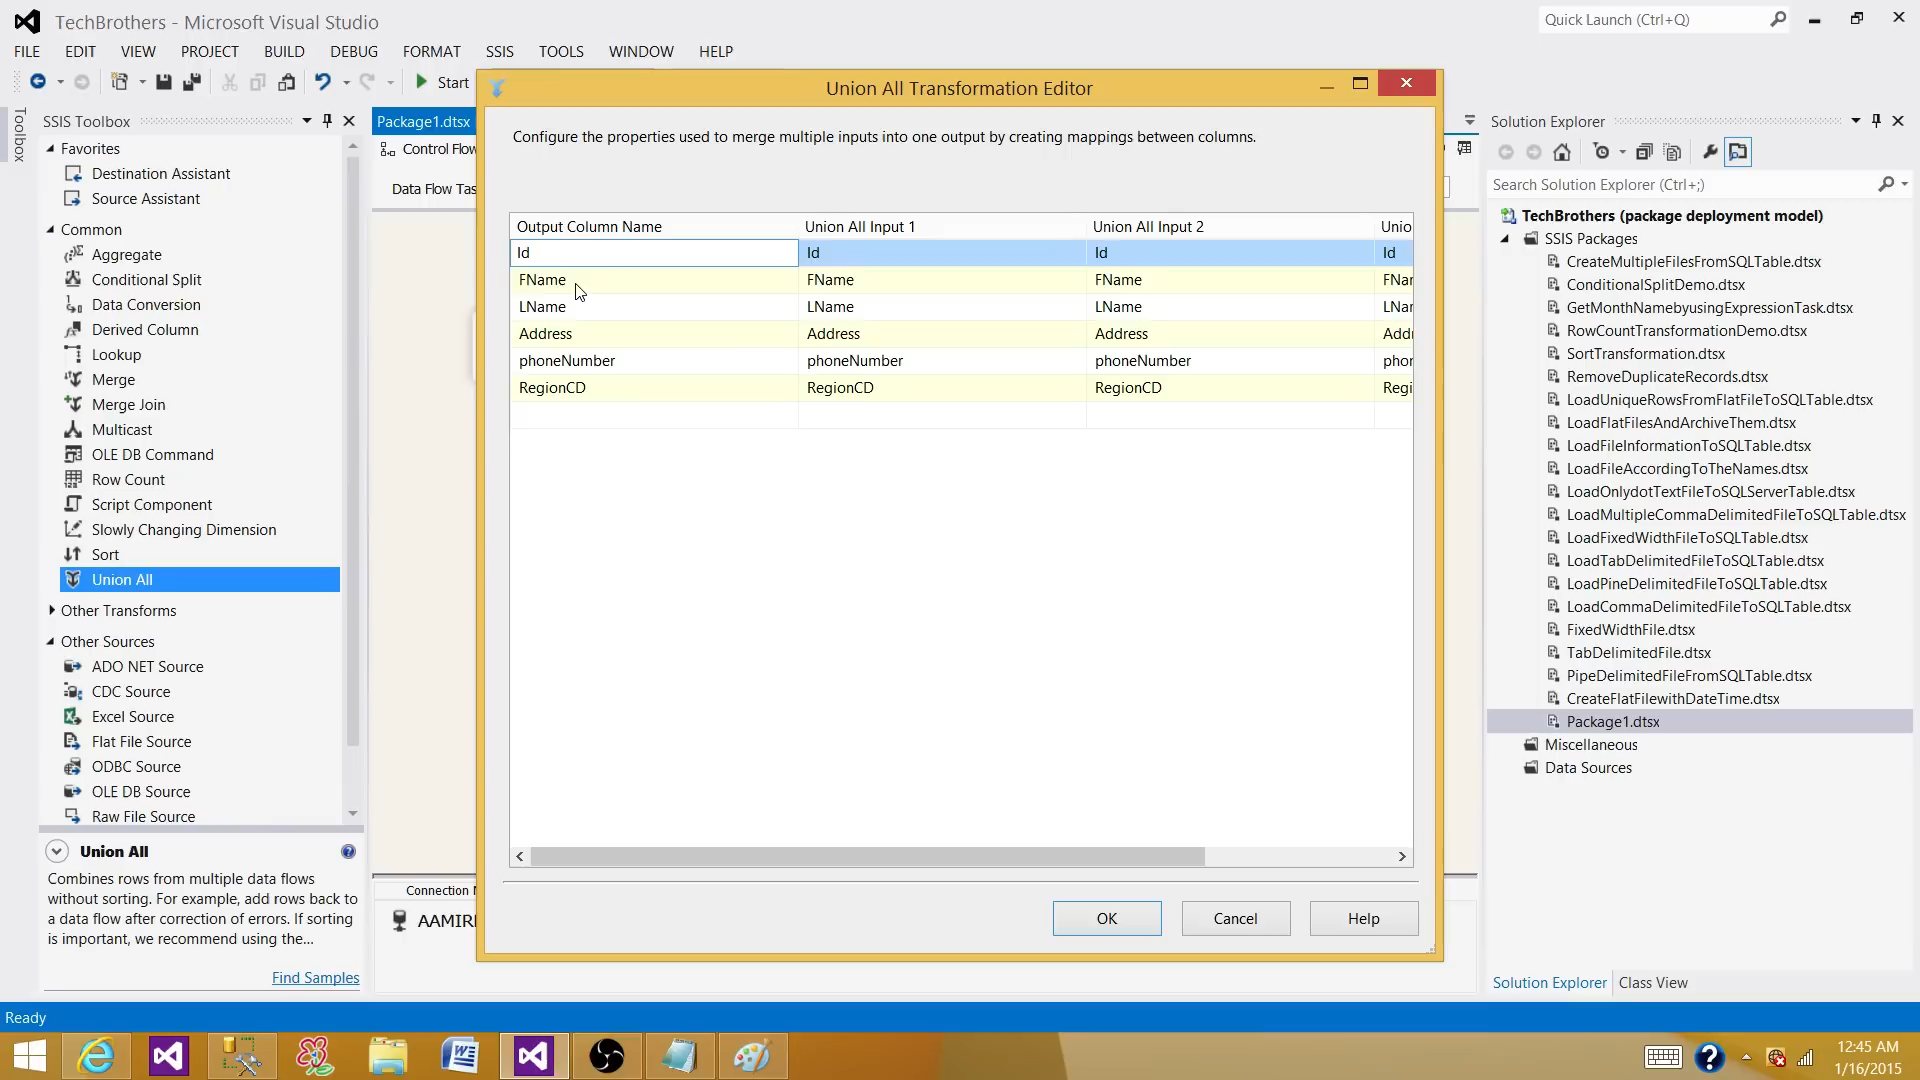 TechBrothers - Microsoft Visual Studio
Quick Launch (Ctrl+Q)
FILE EDIT VIEW PROJECT BUILD DEBUG FORMAT SSIS TOOLS WINDOW HELP
Start
Toolbox
SSIS Toolbox
Favorites
Destination Assistant
Source Assistant
Common
Aggregate
Conditional Split
Data Conversion
Derived Column
Lookup
Merge
Merge Join
Multicast
OLE DB Command
Row Count
Script Component
Slowly Changing Dimension
Sort
Union All
Other Transforms
Other Sources
ADO NET Source
CDC Source
Excel Source
Flat File Source
ODBC Source
OLE DB Source
Raw File Source
Union All
Combines rows from multiple data flows
without sorting. For example, add rows back to
a data flow after correction of errors. If sorting
is important, we recommend using the...
Find Samples
Package1.dtsx
Control Flow
Data Flow Tas
Connection
AAMIR
Union All Transformation Editor
Configure the properties used to merge multiple inputs into one output by creating mappings between columns.
Output Column Name Union All Input 1 Union All Input 2 Unio
Id Id Id Id
FName FName FName FNar
LName LName LName LNar
Address Address Address Addr
phoneNumber phoneNumber phoneNumber phor
RegionCD RegionCD RegionCD Regi
OK Cancel Help
Solution Explorer
Search Solution Explorer (Ctrl+;)
TechBrothers (package deployment model)
SSIS Packages
CreateMultipleFilesFromSQLTable.dtsx
ConditionalSplitDemo.dtsx
GetMonthNamebyusingExpressionTask.dtsx
RowCountTransformationDemo.dtsx
SortTransformation.dtsx
RemoveDuplicateRecords.dtsx
LoadUniqueRowsFromFlatFileToSQLTable.dtsx
LoadFlatFilesAndArchiveThem.dtsx
LoadFileInformationToSQLTable.dtsx
LoadFileAccordingToTheNames.dtsx
LoadOnlydotTextFileToSQLServerTable.dtsx
LoadMultipleCommaDelimitedFileToSQLTable.dtsx
LoadFixedWidthFileToSQLTable.dtsx
LoadTabDelimitedFileToSQLTable.dtsx
LoadPineDelimitedFileToSQLTable.dtsx
LoadCommaDelimitedFileToSQLTable.dtsx
FixedWidthFile.dtsx
TabDelimitedFile.dtsx
PipeDelimitedFileFromSQLTable.dtsx
CreateFlatFilewithDateTime.dtsx
Package1.dtsx
Miscellaneous
Data Sources
Solution Explorer Class View
Ready
12:45 AM
1/16/2015